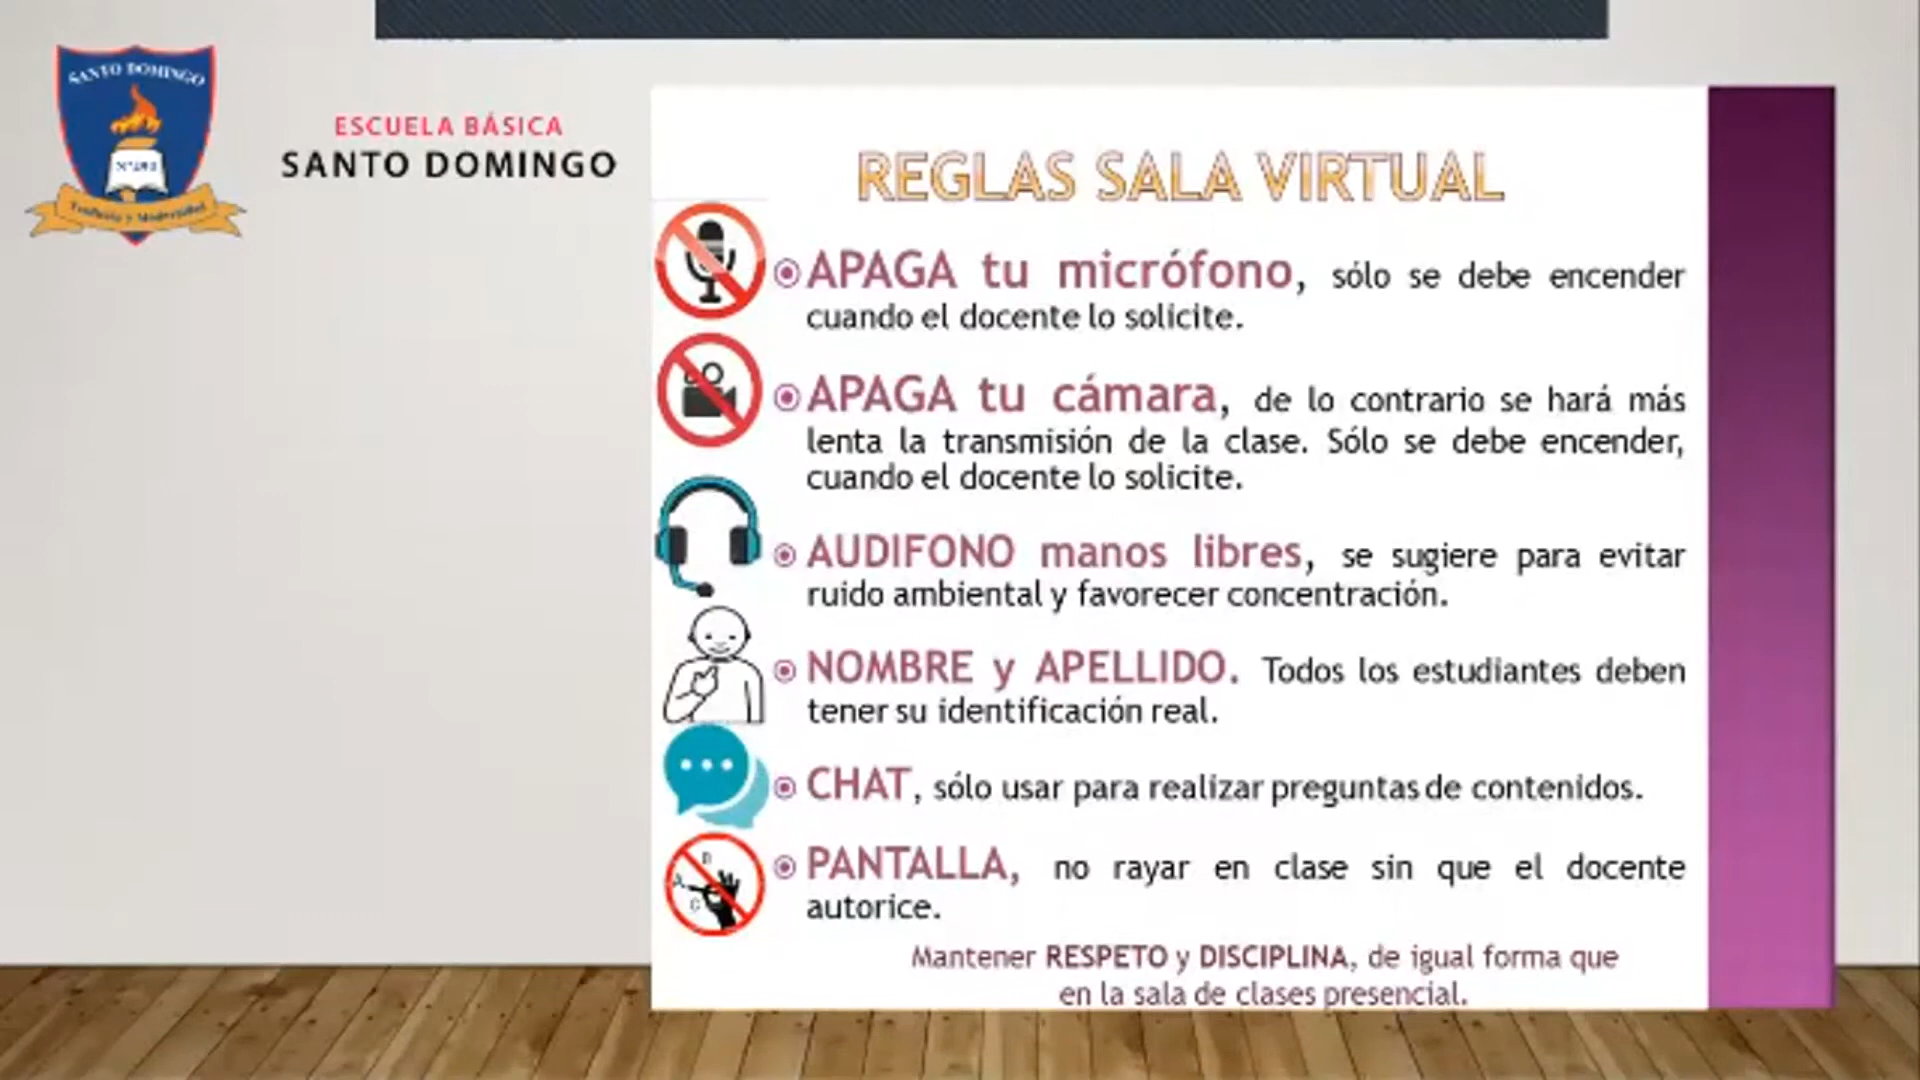 SANTO DOMINGO
Tradición y Modernidad
ESCUELA BÁSICA
SANTO DOMINGO
REGLAS SALA VIRTUAL
APAGA tu micrófono, sólo se debe encender
cuando el docente lo solicite.
APAGA tu cámara, de lo contrario se hará más
lenta la transmisión de la clase. Sólo se debe encender,
cuando el docente lo solicite.
AUDIFONO manos libres, se sugiere para evitar
ruido ambiental y favorecer concentración.
NOMBRE y APELLIDO. Todos los estudiantes deben
tener su identificación real.
CHAT, sólo usar para realizar preguntas de contenidos.
PANTALLA, no rayar en clase sin que el docente
autorice.
Mantener RESPETO y DISCIPLINA, de igual forma que
en la sala de clases presencial.